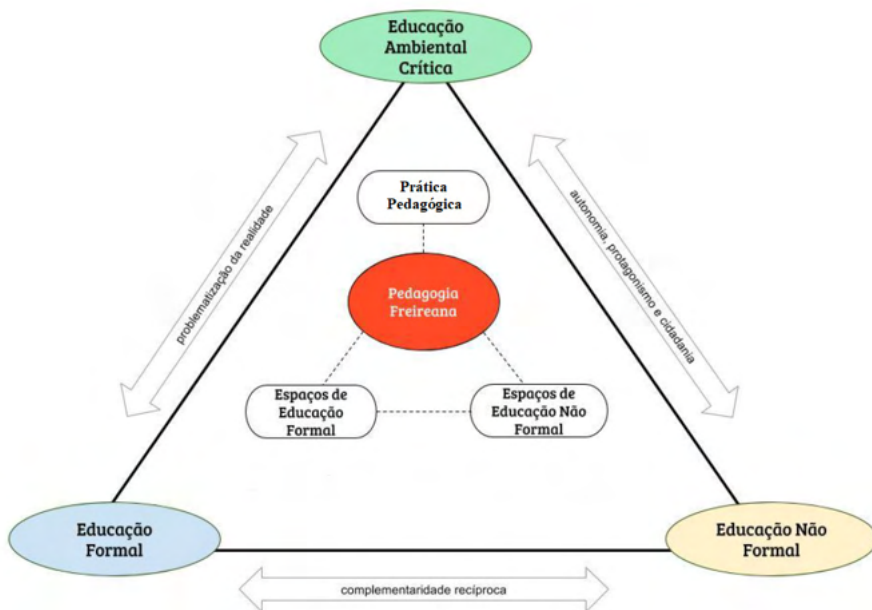 Educação
Ambiental
Crítica
Prática
Pedagógica
problematização da realidade
autonomia, protagonismo e cidadania
Pedagogia
Freireana
Espaços de
Educação
Formal
Espaços de
Educação Não
Formal
Educação
Formal
Educação Não
Formal
complementaridade recíproca